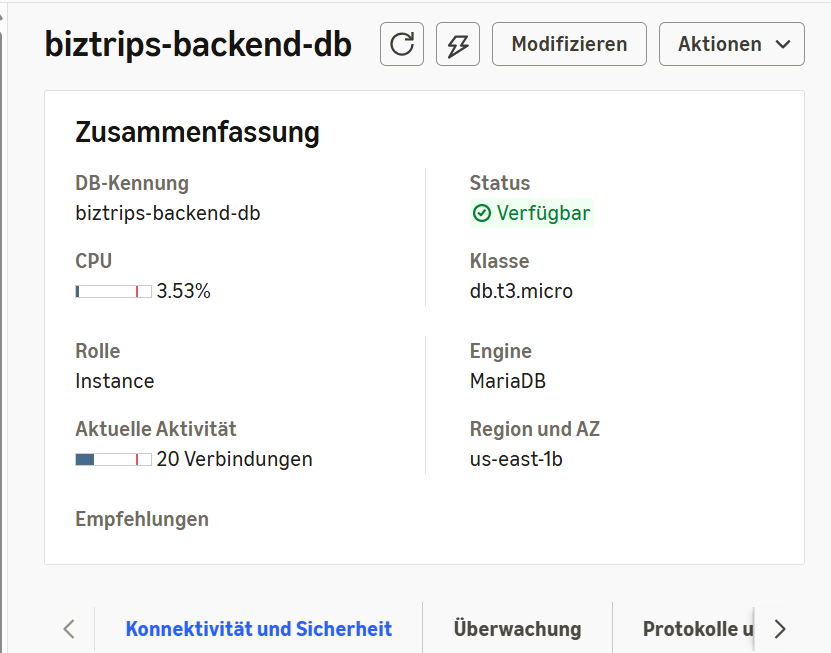 biztrips-backend-db
Modifizieren
Aktionen
Zusammenfassung
DB-Kennung
biztrips-backend-db
Status
Verfügbar
CPU
3.53%
Klasse
db.t3.micro
Rolle
Instance
Engine
MariaDB
Aktuelle Aktivität
20 Verbindungen
Region und AZ
us-east-1b
Empfehlungen
Konnektivität und Sicherheit
Überwachung
Protokolle u